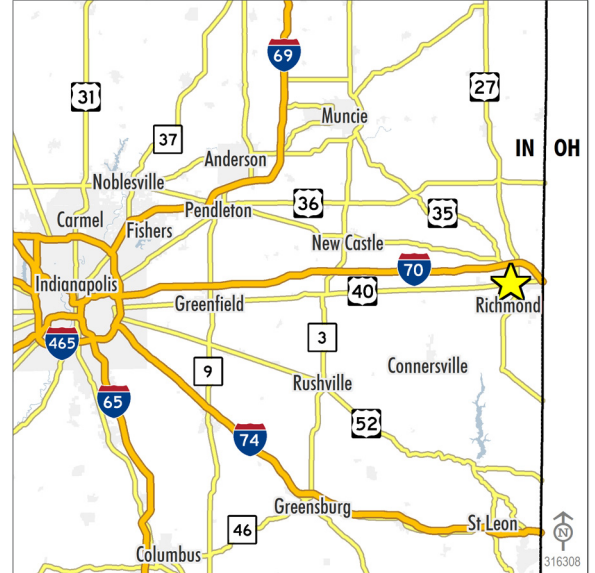 69
31
27
Muncie
37
IN OH
Anderson
Noblesville
36
Pendleton
35
Carmel
Fishers
New Castle
70
Indianapolis
40
Greenfield
Richmond
3
465
9
Connersville
Rushville
65
52
74
Greensburg
46
St Leon
N
Columbus
316308